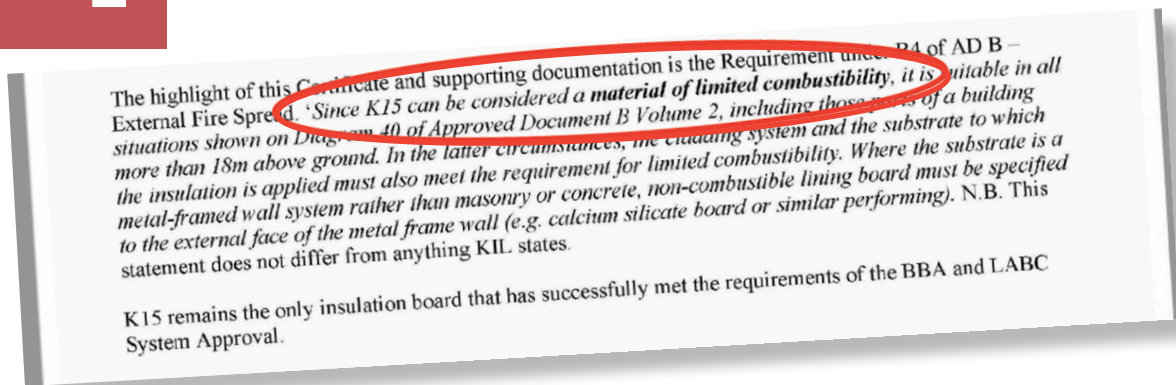 The highlight of this Certificate and supporting documentation is the Requirement under B4 of AD B –
External Fire Spread. ‘Since K15 can be considered a material of limited combustibility, it is suitable in all
situations shown on Diagram 40 of Approved Document B Volume 2, including those parts of a building
more than 18m above ground. In the latter circumstances, the cladding system and the substrate to which
the insulation is applied must also meet the requirement for limited combustibility. Where the substrate is a
metal-framed wall system rather than masonry or concrete, non-combustible lining board must be specified
to the external face of the metal frame wall (e.g. calcium silicate board or similar performing). N.B. This
statement does not differ from anything KIL states.
K15 remains the only insulation board that has successfully met the requirements of the BBA and LABC
System Approval.